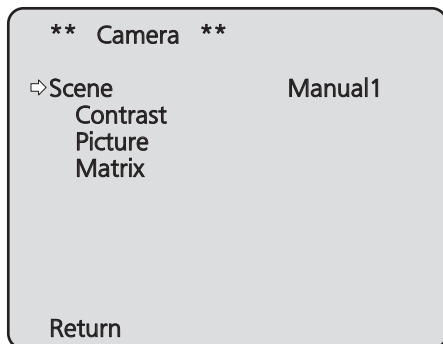 ** Camera **
⇨Scene Manual1
Contrast
Picture
Matrix
Return